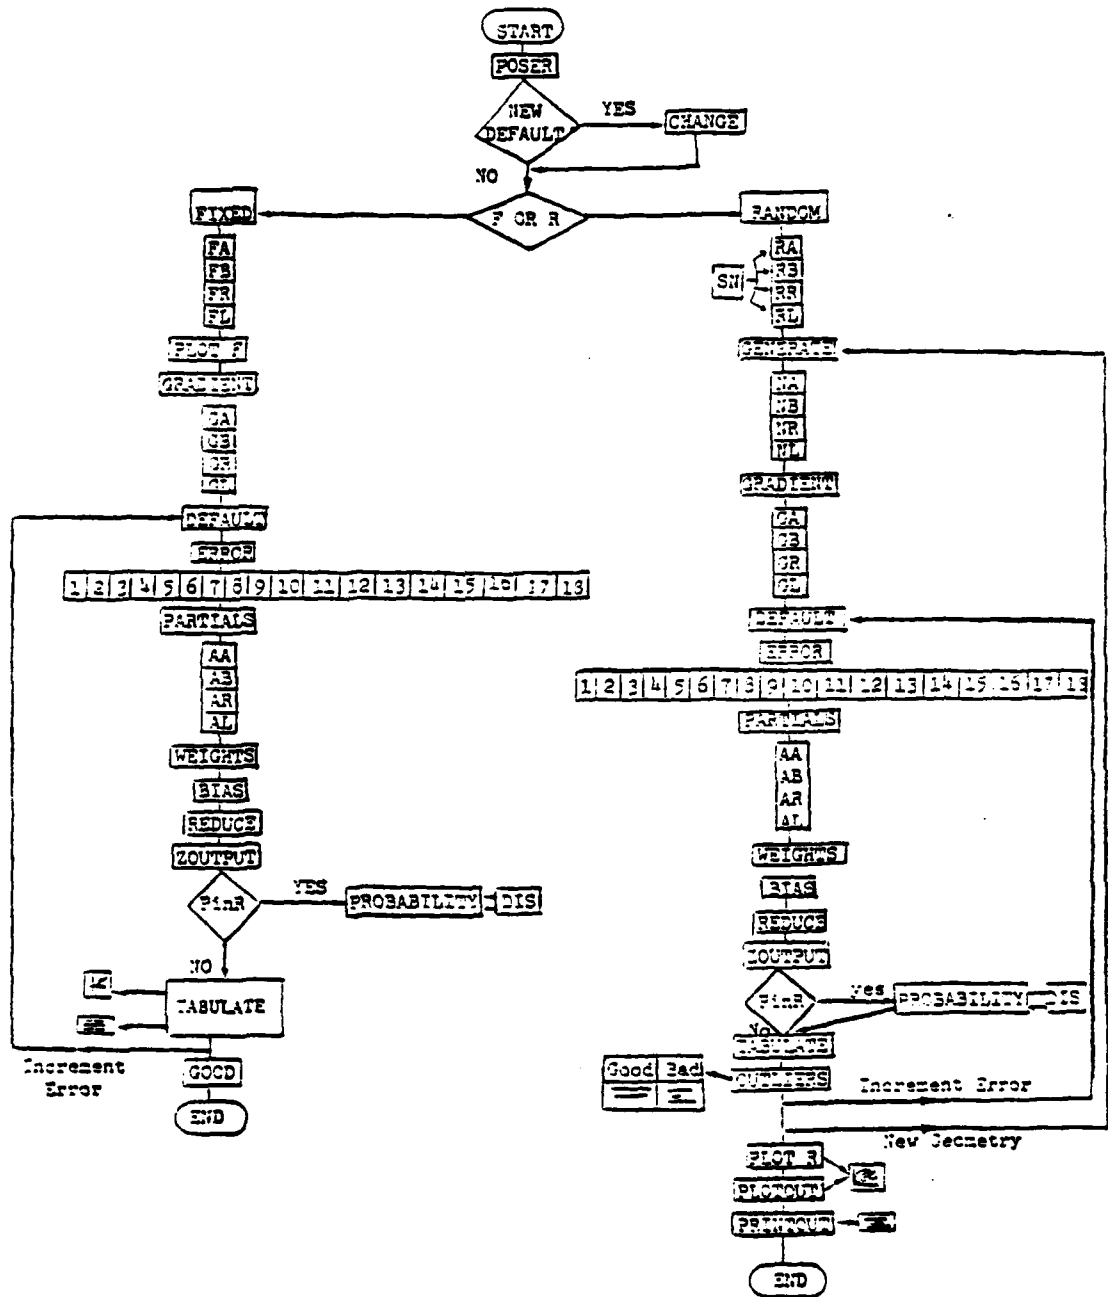 START
POSER
NEW
DEFAULT
YES
CHANGE
NO
F OR R
FIXED
FA
FB
FR
FL
PLOT F
GRADIENT
GA
GB
GR
GL
DEFAULT
ERROR
1 2 3 4 5 6 7 8 9 10 11 12 13 14 15 16 17 18
PARTIALS
AA
AB
AR
AL
WEIGHTS
BIAS
REDUCE
ZOUTPUT
PinR
YES
PROBABILITY
DIS
NO
TABULATE
Increment
Error
GOOD
END
RANDOM
SN
RA
RB
RR
RL
GENERATE
NA
NB
NR
NL
GRADIENT
GA
GB
GR
GL
DEFAULT
ERROR
1 2 3 4 5 6 7 8 9 10 11 12 13 14 15 16 17 18
PARTIALS
AA
AB
AR
AL
WEIGHTS
BIAS
REDUCE
ZOUTPUT
PinR
yes
PROBABILITY
DIS
No
TABULATE
Good Bad
OUTLIERS
Increment Error
New Geometry
PLOT R
PLOTOUT
PRINTOUT
END